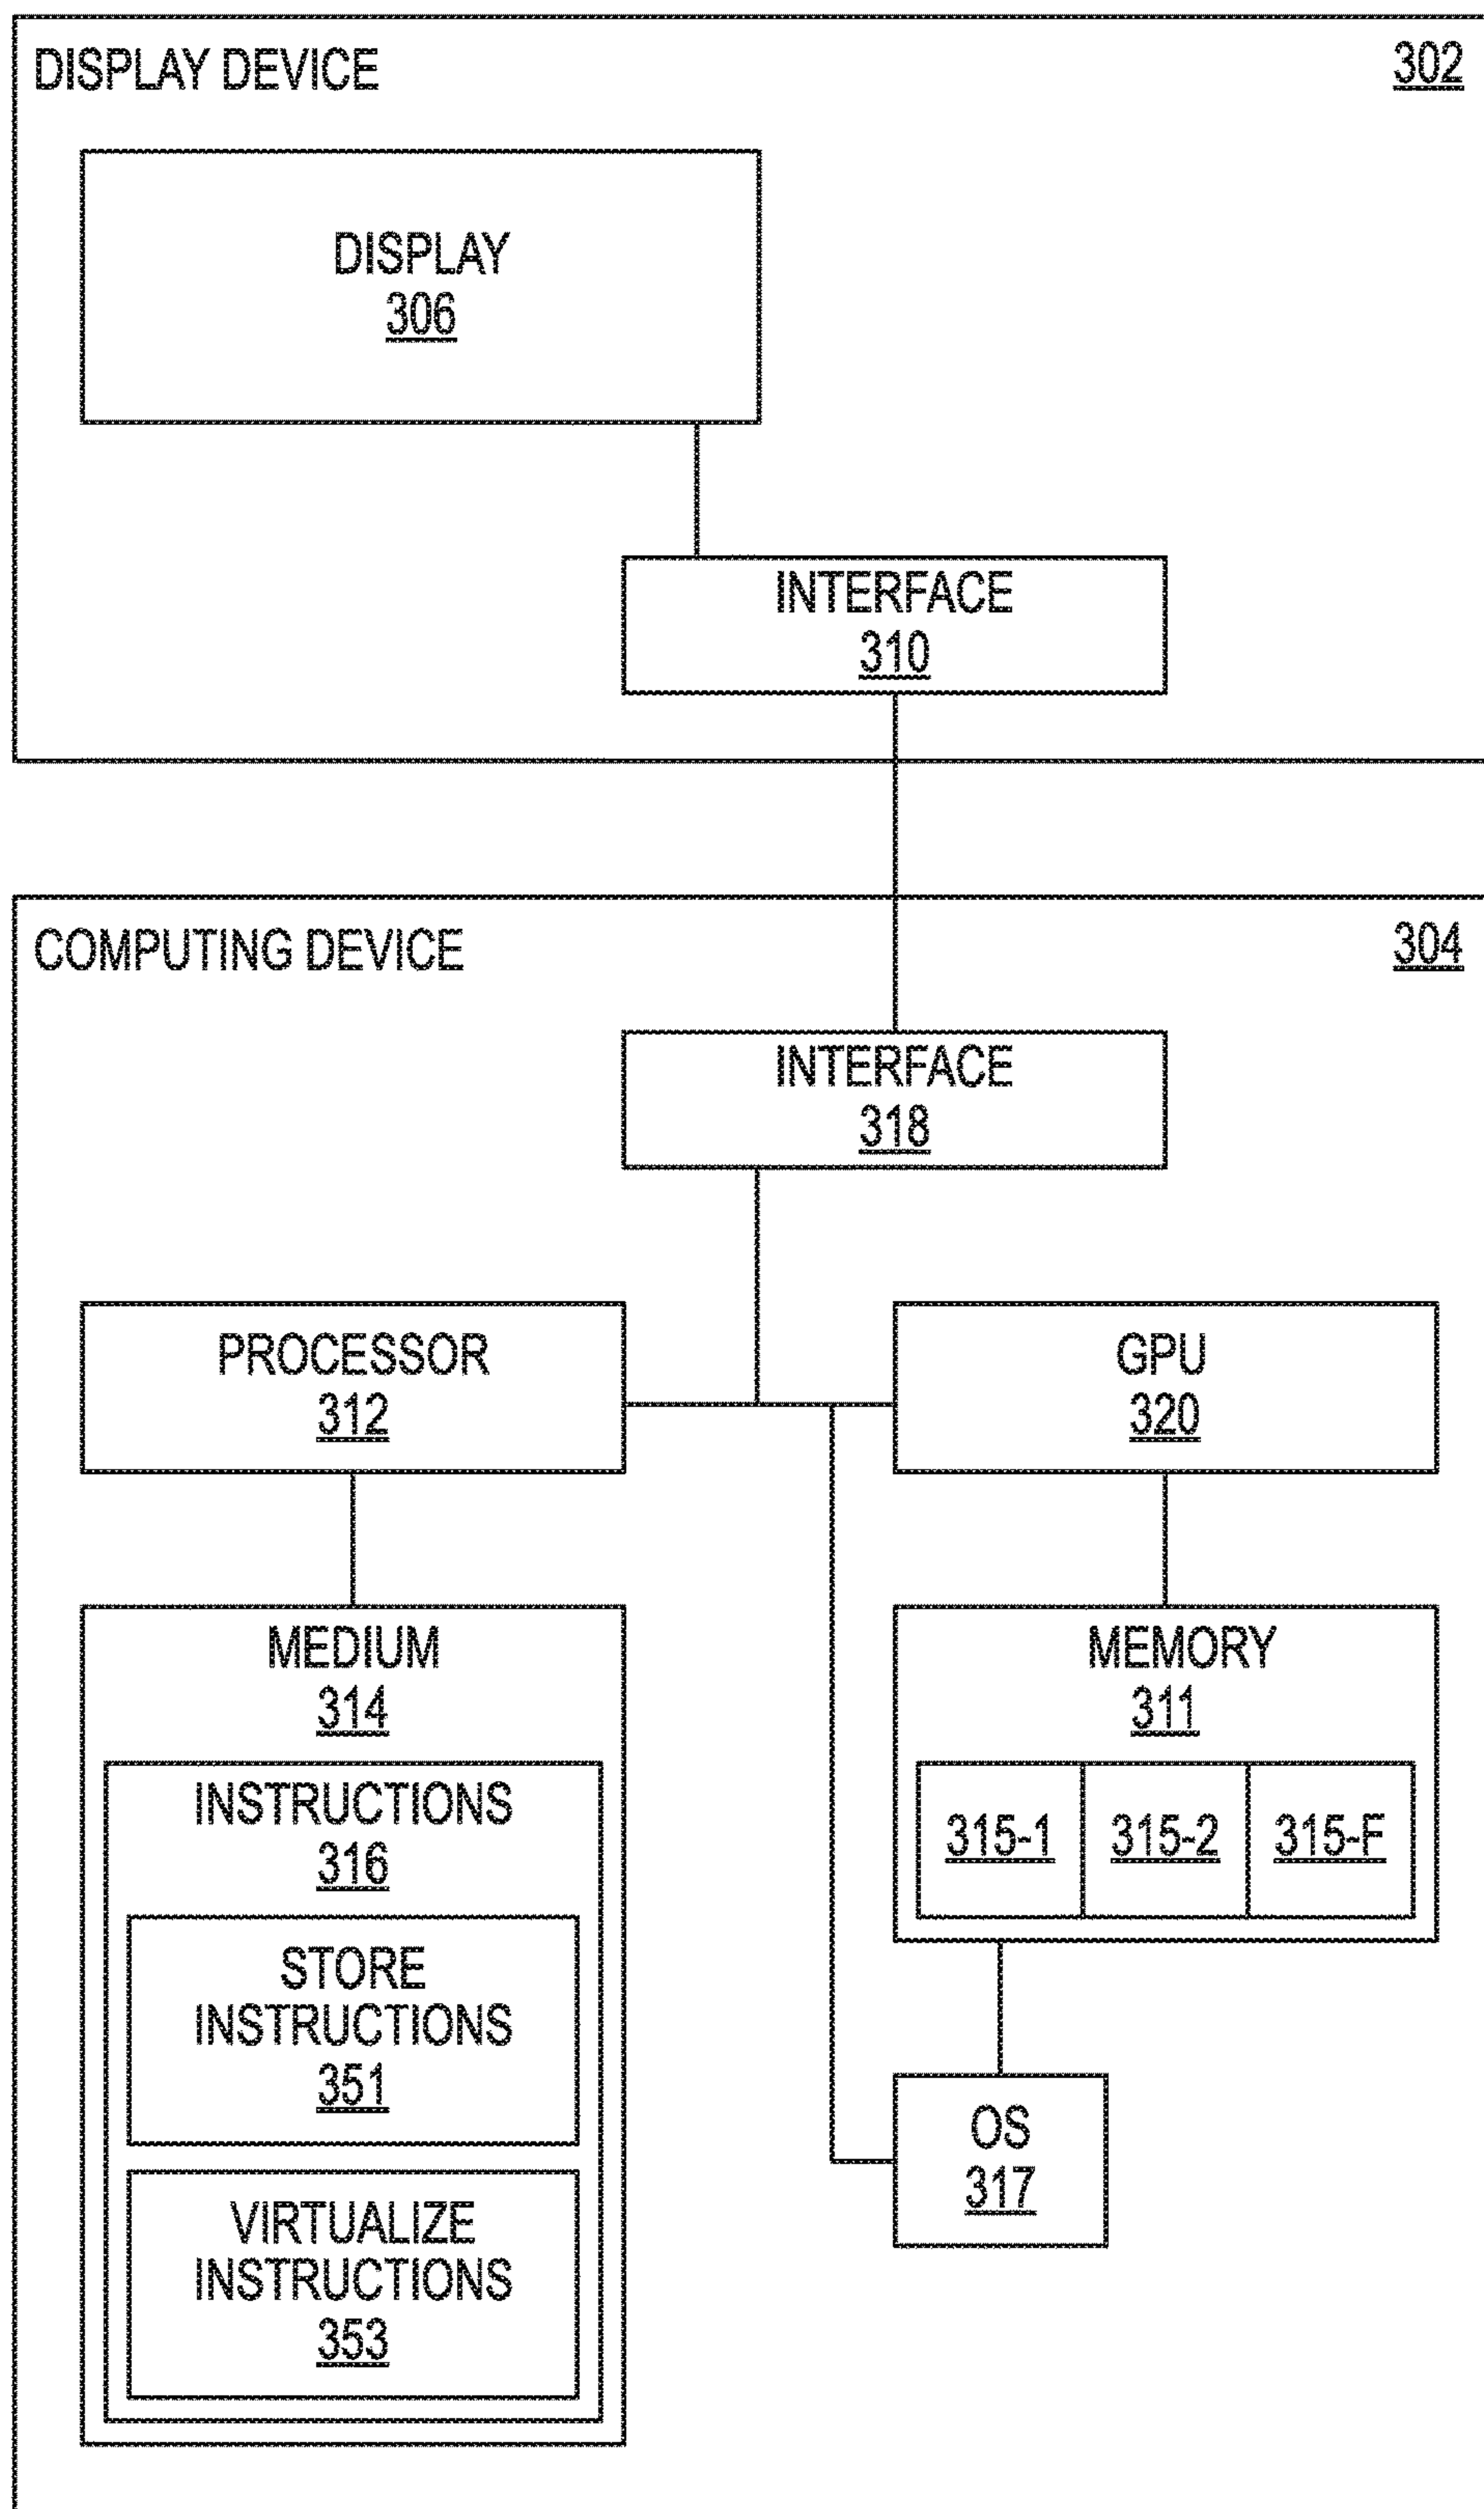 DISPLAY DEVICE
302
DISPLAY
306
INTERFACE
310
COMPUTING DEVICE
304
INTERFACE
318
PROCESSOR
312
GPU
320
MEDIUM
314
INSTRUCTIONS
316
STORE
INSTRUCTIONS
351
VIRTUALIZE
INSTRUCTIONS
353
MEMORY
311
315-1
315-2
315-F
OS
317